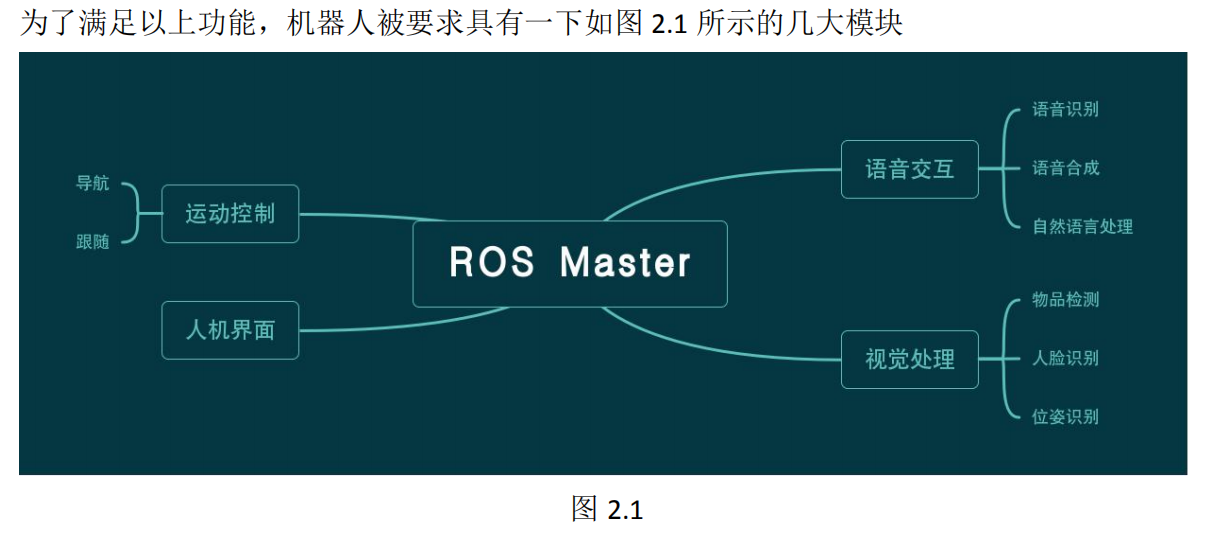 为了满足以上功能，机器人被要求具有一下如图 2.1 所示的几大模块
导航
跟随
运动控制
人机界面
ROS Master
语音交互
语音识别
语音合成
自然语言处理
视觉处理
物品检测
人脸识别
位姿识别
图 2.1